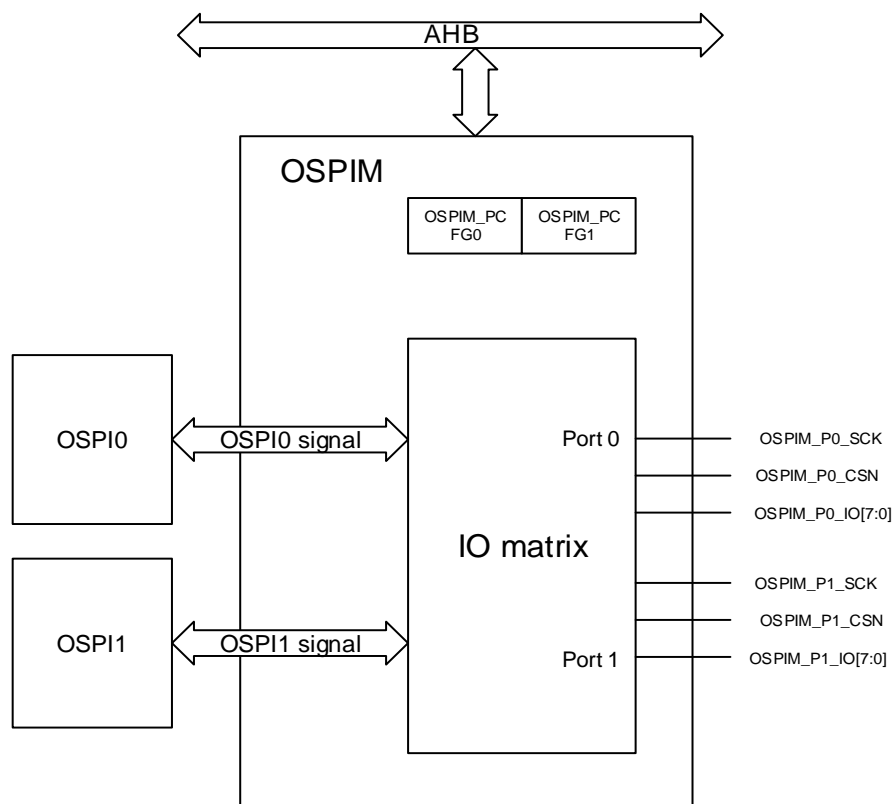 AHB
OSPIM
OSPIM_PC
FG0
OSPIM_PC
FG1
OSPI0
OSPI0 signal
Port 0
OSPIM_P0_SCK
OSPIM_P0_CSN
OSPIM_P0_IO[7:0]
IO matrix
OSPI1
OSPI1 signal
Port 1
OSPIM_P1_SCK
OSPIM_P1_CSN
OSPIM_P1_IO[7:0]